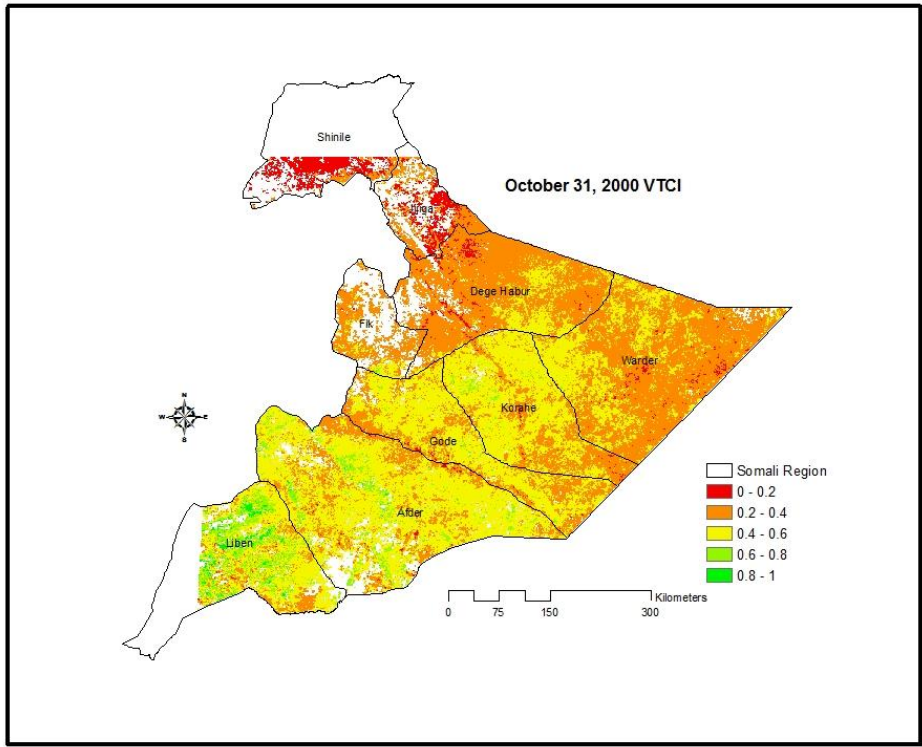 Shinile
October 31, 2000 VTCI
Jijiga
Dege Habur
Fik
Warder
Korahe
Gode
Afder
Liben
N
W E
S
Somali Region
0 - 0.2
0.2 - 0.4
0.4 - 0.6
0.6 - 0.8
0.8 - 1
Kilometers
0 75 150 300